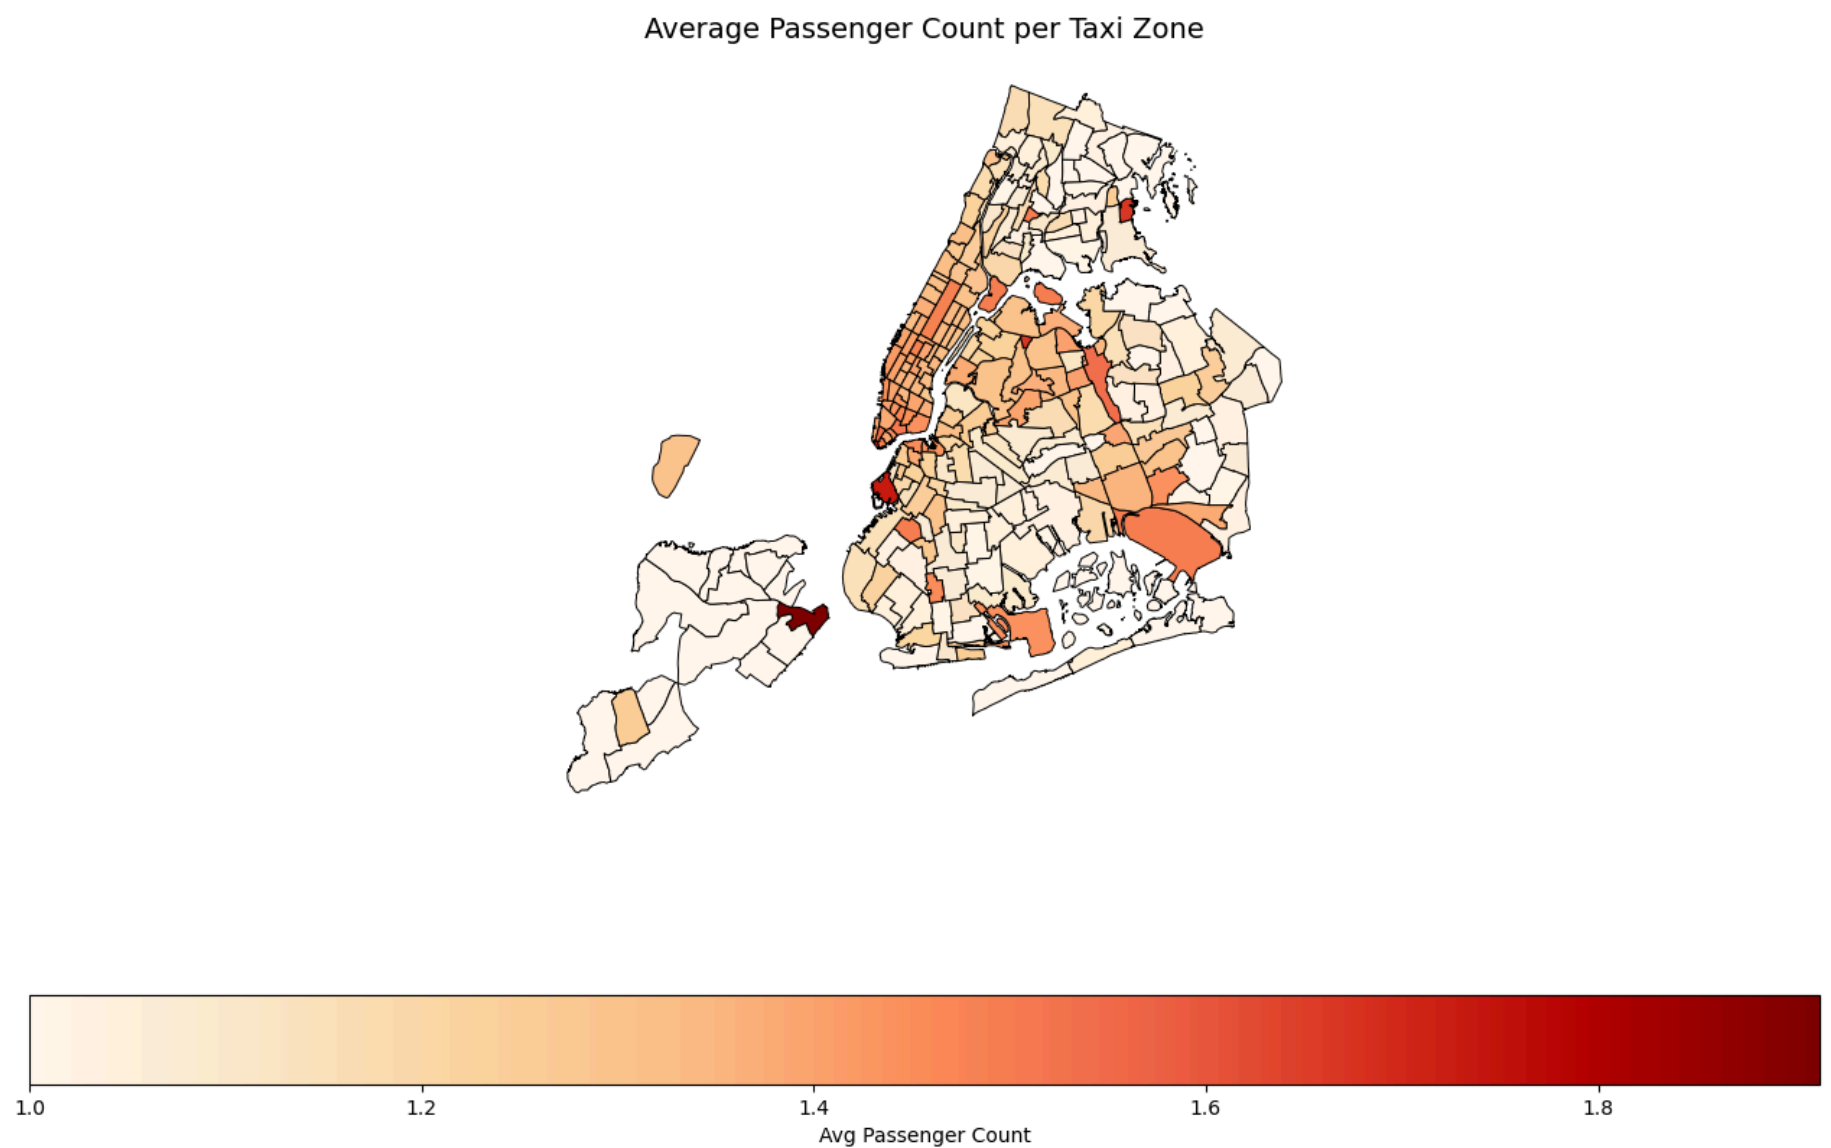 Average Passenger Count per Taxi Zone
1.0 1.2 1.4 1.6 1.8
Avg Passenger Count